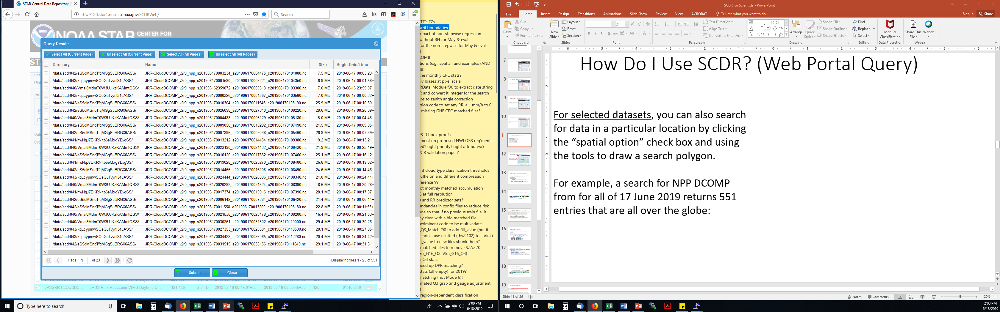 STAR Central Data Repository (S
rhw9120.star1.nesdis.noaa.gov/SCDRWeb/
Search
NOAA STAR CENTER FOR
Query Results
Select All (Current Page) Unselect All (Current Page) Select All (All Pages) Unselect All (All Pages)
Directory Name Size Begin Date/Time
/data/scdr042/eS5qMSnqTfqMGgSuBRGX6ASS/ JRR-CloudDCOMP_v2r0_npp_s201906170003234_e201906170004475_c201906170104080.nc 7.5 MB 2019-06-17 00:03:23+
/data/scdr043/kqLcypmwSOeGuTvynl34uASS/ JRR-CloudDCOMP_v2r0_npp_s201906170001580_e201906170003221_c201906170104350.nc 6.9 MB 2019-06-17 00:01:58+
/data/scdr040/Vmai8MdmT0W3UJKzKAMmtQSS/ JRR-CloudDCOMP_v2r0_npp_s201906162359072_e201906170000313_c201906170103300.nc 7.0 MB 2019-06-16 23:59:07+
/data/scdr043/kqLcypmwSOeGuTvynl34uASS/ JRR-CloudDCOMP_v2r0_npp_s201906170000326_e201906170001567_c201906170103580.nc 7.0 MB 2019-06-17 00:00:32+
/data/scdr042/eS5qMSnqTfqMGgSuBRGX6ASS/ JRR-CloudDCOMP_v2r0_npp_s201906170010304_e201906170011546_c201906170108190.nc 25.9 MB 2019-06-17 00:10:30+
/data/scdr042/eS5qMSnqTfqMGgSuBRGX6ASS/ JRR-CloudDCOMP_v2r0_npp_s201906170026098_e201906170027340_c201906170109220.nc 29.6 MB 2019-06-17 00:26:09+
/data/scdr040/Vmai8MdmT0W3UJKzKAMmtQSS/ JRR-CloudDCOMP_v2r0_npp_s201906170004488_e201906170006129_c201906170105180.nc 15.0 MB 2019-06-17 00:04:48+
/data/scdr042/eS5qMSnqTfqMGgSuBRGX6ASS/ JRR-CloudDCOMP_v2r0_npp_s201906170009050_e201906170010292_c201906170107490.nc 24.5 MB 2019-06-17 00:09:05+
/data/scdr042/eS5qMSnqTfqMGgSuBRGX6ASS/ JRR-CloudDCOMP_v2r0_npp_s201906170007396_e201906170009038_c201906170105460.nc 26.8 MB 2019-06-17 00:07:39+
/data/scdr041/hwNqJ7BKRNitb6eMxgYEvgSS/ JRR-CloudDCOMP_v2r0_npp_s201906170013212_e201906170014454_c201906170109380.nc 19.2 MB 2019-06-17 00:13:21+
/data/scdr040/Vmai8MdmT0W3UJKzKAMmtQSS/ JRR-CloudDCOMP_v2r0_npp_s201906170023190_e201906170024432_c201906170109430.nc 21.9 MB 2019-06-17 00:23:19+
/data/scdr042/eS5qMSnqTfqMGgSuBRGX6ASS/ JRR-CloudDCOMP_v2r0_npp_s201906170016120_e201906170017362_c201906170107460.nc 25.1 MB 2019-06-17 00:16:12+
/data/scdr041/hwNqJ7BKRNitb6eMxgYEvgSS/ JRR-CloudDCOMP_v2r0_npp_s201906170019028_e201906170020270_c201906170108400.nc 26.8 MB 2019-06-17 00:19:02+
/data/scdr042/eS5qMSnqTfqMGgSuBRGX6ASS/ JRR-CloudDCOMP_v2r0_npp_s201906170014466_e201906170016108_c201906170108490.nc 24.6 MB 2019-06-17 00:14:46+
/data/scdr043/kqLcypmwSOeGuTvynl34uASS/ JRR-CloudDCOMP_v2r0_npp_s201906170024444_e201906170026086_c201906170108340.nc 24.8 MB 2019-06-17 00:24:44+
/data/scdr040/Vmai8MdmT0W3UJKzKAMmtQSS/ JRR-CloudDCOMP_v2r0_npp_s201906170020282_e201906170021524_c201906170108390.nc 18.6 MB 2019-06-17 00:20:28+
/data/scdr041/hwNqJ7BKRNitb6eMxgYEvgSS/ JRR-CloudDCOMP_v2r0_npp_s201906170017374_e201906170019016_c201906170107390.nc 28.1 MB 2019-06-17 00:17:37+
/data/scdr042/eS5qMSnqTfqMGgSuBRGX6ASS/ JRR-CloudDCOMP_v2r0_npp_s201906170006142_e201906170007384_c201906170106420.nc 21.4 MB 2019-06-17 00:06:14+
/data/scdr042/eS5qMSnqTfqMGgSuBRGX6ASS/ JRR-CloudDCOMP_v2r0_npp_s201906170011558_e201906170013200_c201906170108180.nc 22.8 MB 2019-06-17 00:11:55+
/data/scdr040/Vmai8MdmT0W3UJKzKAMmtQSS/ JRR-CloudDCOMP_v2r0_npp_s201906170021536_e201906170023178_c201906170109200.nc 16.4 MB 2019-06-17 00:21:53+
/data/scdr040/Vmai8MdmT0W3UJKzKAMmtQSS/ JRR-CloudDCOMP_v2r0_npp_s201906170030261_e201906170031502_c201906170110000.nc 29.4 MB 2019-06-17 00:30:26+
/data/scdr043/kqLcypmwSOeGuTvynl34uASS/ JRR-CloudDCOMP_v2r0_npp_s201906170027353_e201906170028594_c201906170110530.nc 28.1 MB 2019-06-17 00:27:35+
/data/scdr043/kqLcypmwSOeGuTvynl34uASS/ JRR-CloudDCOMP_v2r0_npp_s201906170034423_e201906170036065_c201906170112280.nc 20.4 MB 2019-06-17 00:34:42+
/data/scdr042/eS5qMSnqTfqMGgSuBRGX6ASS/ JRR-CloudDCOMP_v2r0_npp_s201906170031515_e201906170033156_c201906170111040.nc 29.1 MB 2019-06-17 00:31:51+
Page 1 of 23 Displaying files 1 - 25 of 551
Submit Close
JPSSRR-CLOUDDC... JPSS Risk Reduction VIIRS Daytime Cl... 121,126 2.3 TB 2019-02-18 00:19:01+00 2019-06-18 08:03:45+00 120 01:46:25.0
TT's TZs
azil boundaries
mpact of non-stepwise regression
without RH for May & eval
for the non-stepwise for May & eval
T
COMB
tions (e.g., spatial) and examples (AND
!!!)
the monthly CPC stats?
ly biases at pixel scale
RData_Module.f90 to extract date string
R and convert it integer for the search
ps to zenith angle correction
ction code to set any RR < 1 mm/h to 0
missing GHE CPC matched files?
ES-R book proofs
ment on proposed NWI OBS req'ments
ed? right priority? right attributes?)
S-R validation paper?
nt cloud type classification thresholds
uffle on and different compression
ference???
ot monthly matched accumulation
S at full resolution
D and RR predictor sets?
undancies in config files to reduce risk
de so that if no previous train file, it
ny class with a big matched file
scriminant code to be multivariate
_Q3_Match.f90 to add fill_value (but if
shrink, use ncatted (rhw9102) to shrink)
ll_value to new files shrink them?
matched files to remove SZA>70
Sci_G16_Q3, V5n_G16_Q3)
5 Q3 stats
peed up DPR matching?
stats (all empty) for 2019?
matching (not Mode 6)?
mated Q3 grab and gauge adjustment
)
region-dependent classification
Type here to search
2:00 PM
6/18/2019
SCDR for Scientists - PowerPoint
File Home Insert Design Transitions Animations Slide Show Review View ACROBAT Tell me what you want to do... Sign in Share
Paste Cut Copy Format Painter
New Slide Layout Reset Section
24
B I U S abc AV Aa A
Text Direction Align Text Convert to SmartArt
Arrange Quick Styles Shape Fill Shape Outline Shape Effects
Find Replace Select
Manual Classification Share This File Webex
Clipboard Slides Font Paragraph Drawing Editing Data Protection Webex
6 5 4 3 2 1 0 1 2 3 4 5 6
7
8
9
10
11
12
13
14
15
16
17
18
19
2
1
0
1
2
3
How Do I Use SCDR? (Web Portal Query)
For selected datasets, you can also search
for data in a particular location by clicking
the “spatial option” check box and using
the tools to draw a search polygon.
For example, a search for NPP DCOMP
from for all of 17 June 2019 returns 551
entries that are all over the globe:
Slide 11 of 26 Notes Comments 120%
2:00 PM
6/18/2019